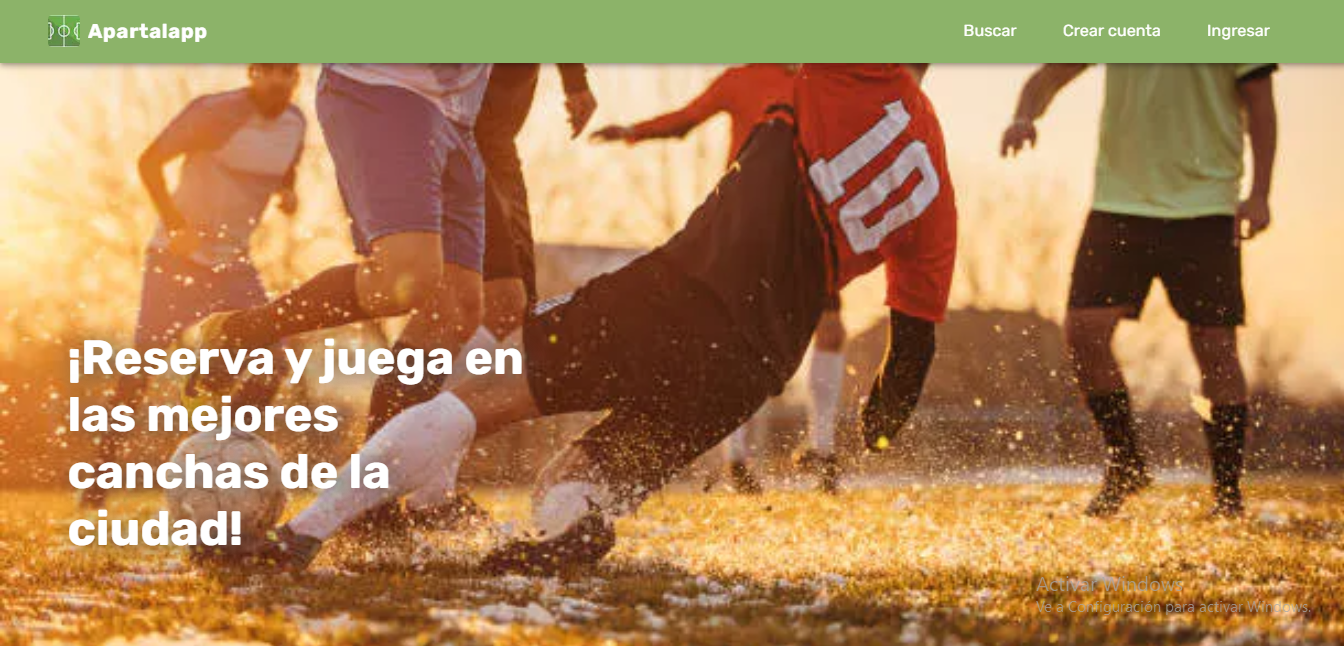 Apartalapp
Buscar
Crear cuenta
Ingresar
10
¡Reserva y juega en
las mejores
canchas de la
ciudad!
Activar Windows
Ve a Configuración para activar Windows.